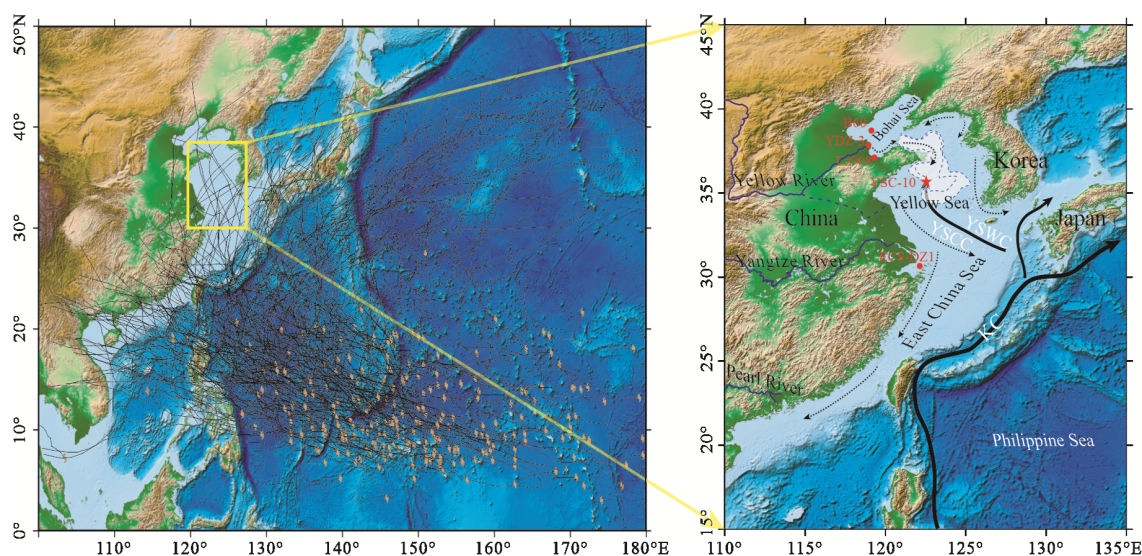 50°N
40°
30°
20°
10°
0°
110°
120°
130°
140°
150°
160°
170°
180°E
45°N
40°
35°
30°
25°
20°
15°
110°
115°
120°
125°
130°
135°E
Bohai Sea
YDZ-3
Yellow River
YSC-10
Korea
Yellow Sea
China
Japan
YSWC
YSCC
Yangtze River
ECS-DZ1
East China Sea
KC
Pearl River
Philippine Sea